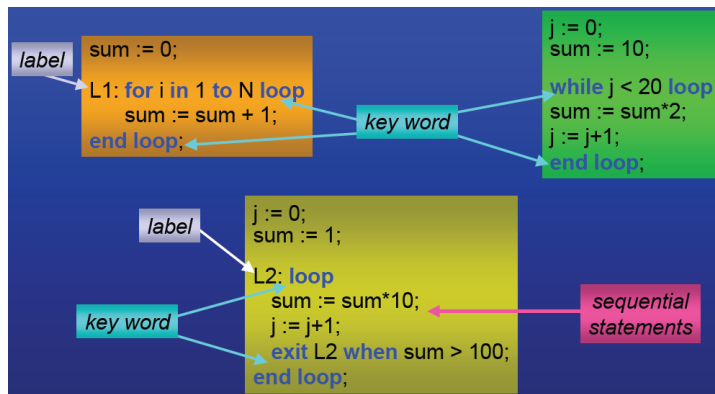 label
sum := 0;
L1: for i in 1 to N loop
sum := sum + 1;
end loop;
key word
j := 0;
sum := 10;
while j < 20 loop
sum := sum*2;
j := j+1;
end loop;
label
key word
j := 0;
sum := 1;
L2: loop
sum := sum*10;
j := j+1;
exit L2 when sum > 100;
end loop;
sequential
statements